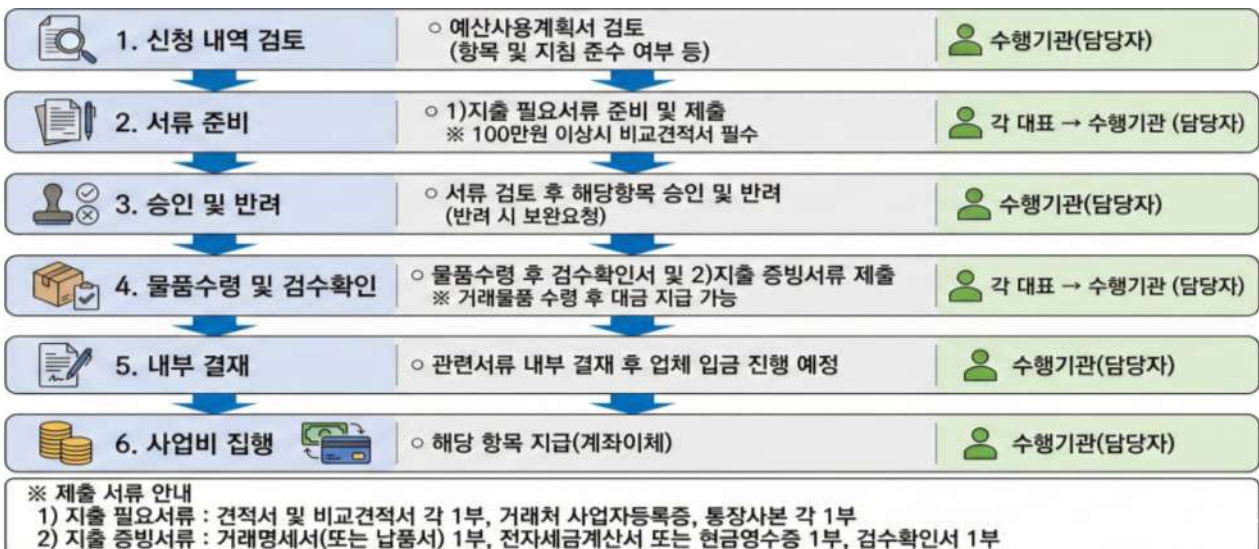 1. 신청 내역 검토
○ 예산사용계획서 검토
(항목 및 지침 준수 여부 등)
수행기관(담당자)
2. 서류 준비
○ 1)지출 필요서류 준비 및 제출
※ 100만원 이상시 비교견적서 필수
각 대표 → 수행기관 (담당자)
3. 승인 및 반려
○ 서류 검토 후 해당항목 승인 및 반려
(반려 시 보완요청)
수행기관(담당자)
4. 물품수령 및 검수확인
○ 물품수령 후 검수확인서 및 2)지출 증빙서류 제출
※ 거래물품 수령 후 대금 지급 가능
각 대표 → 수행기관 (담당자)
5. 내부 결재
○ 관련서류 내부 결재 후 업체 입금 진행 예정
수행기관(담당자)
6. 사업비 집행
○ 해당 항목 지급(계좌이체)
수행기관(담당자)
※ 제출 서류 안내
1) 지출 필요서류 : 견적서 및 비교견적서 각 1부, 거래처 사업자등록증, 통장사본 각 1부
2) 지출 증빙서류 : 거래명세서(또는 납품서) 1부, 전자세금계산서 또는 현금영수증 1부, 검수확인서 1부